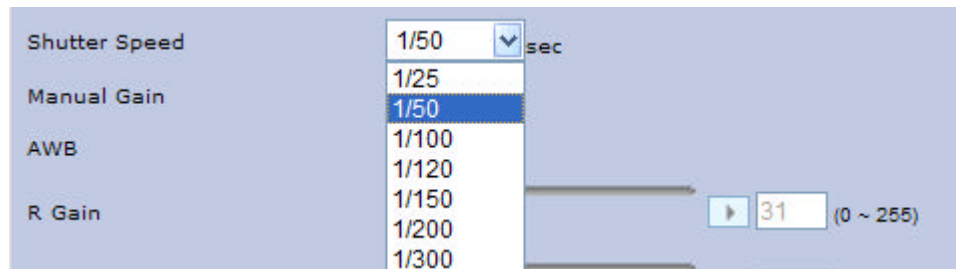 Shutter Speed 1/50 sec
1/25
Manual Gain
1/50
1/100
AWB
1/120
1/150
R Gain 31 (0 ~ 255)
1/200
1/300